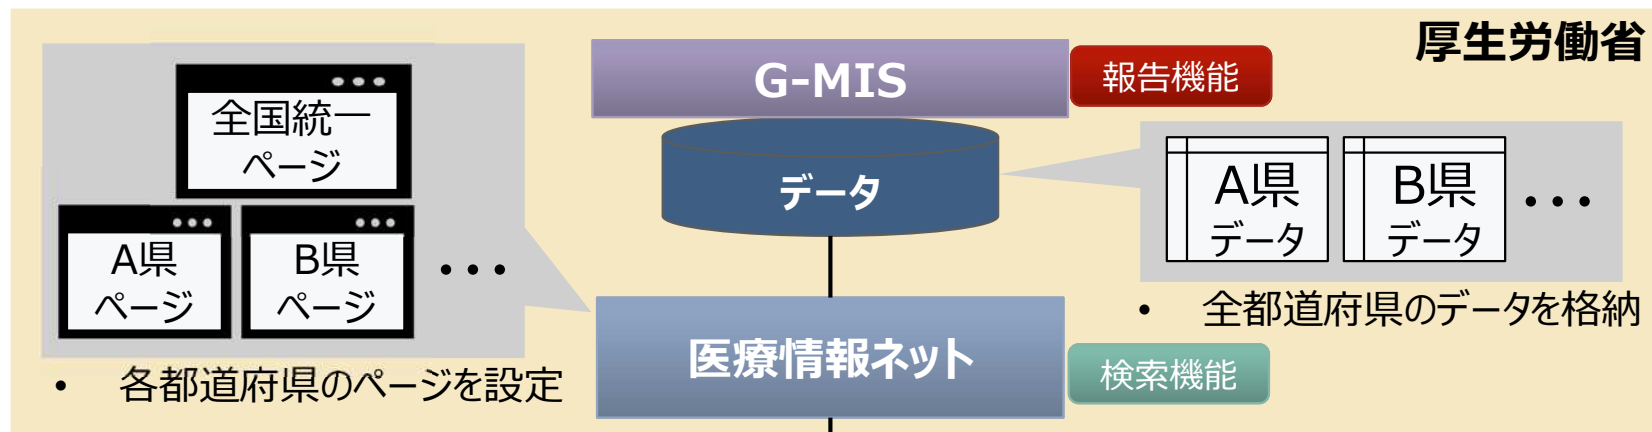 厚生労働省
G-MIS
報告機能
全国統一
ページ
データ
A県
データ
B県
データ
・・・
A県
ページ
B県
ページ
・・・
• 全都道府県のデータを格納
医療情報ネット
検索機能
• 各都道府県のページを設定